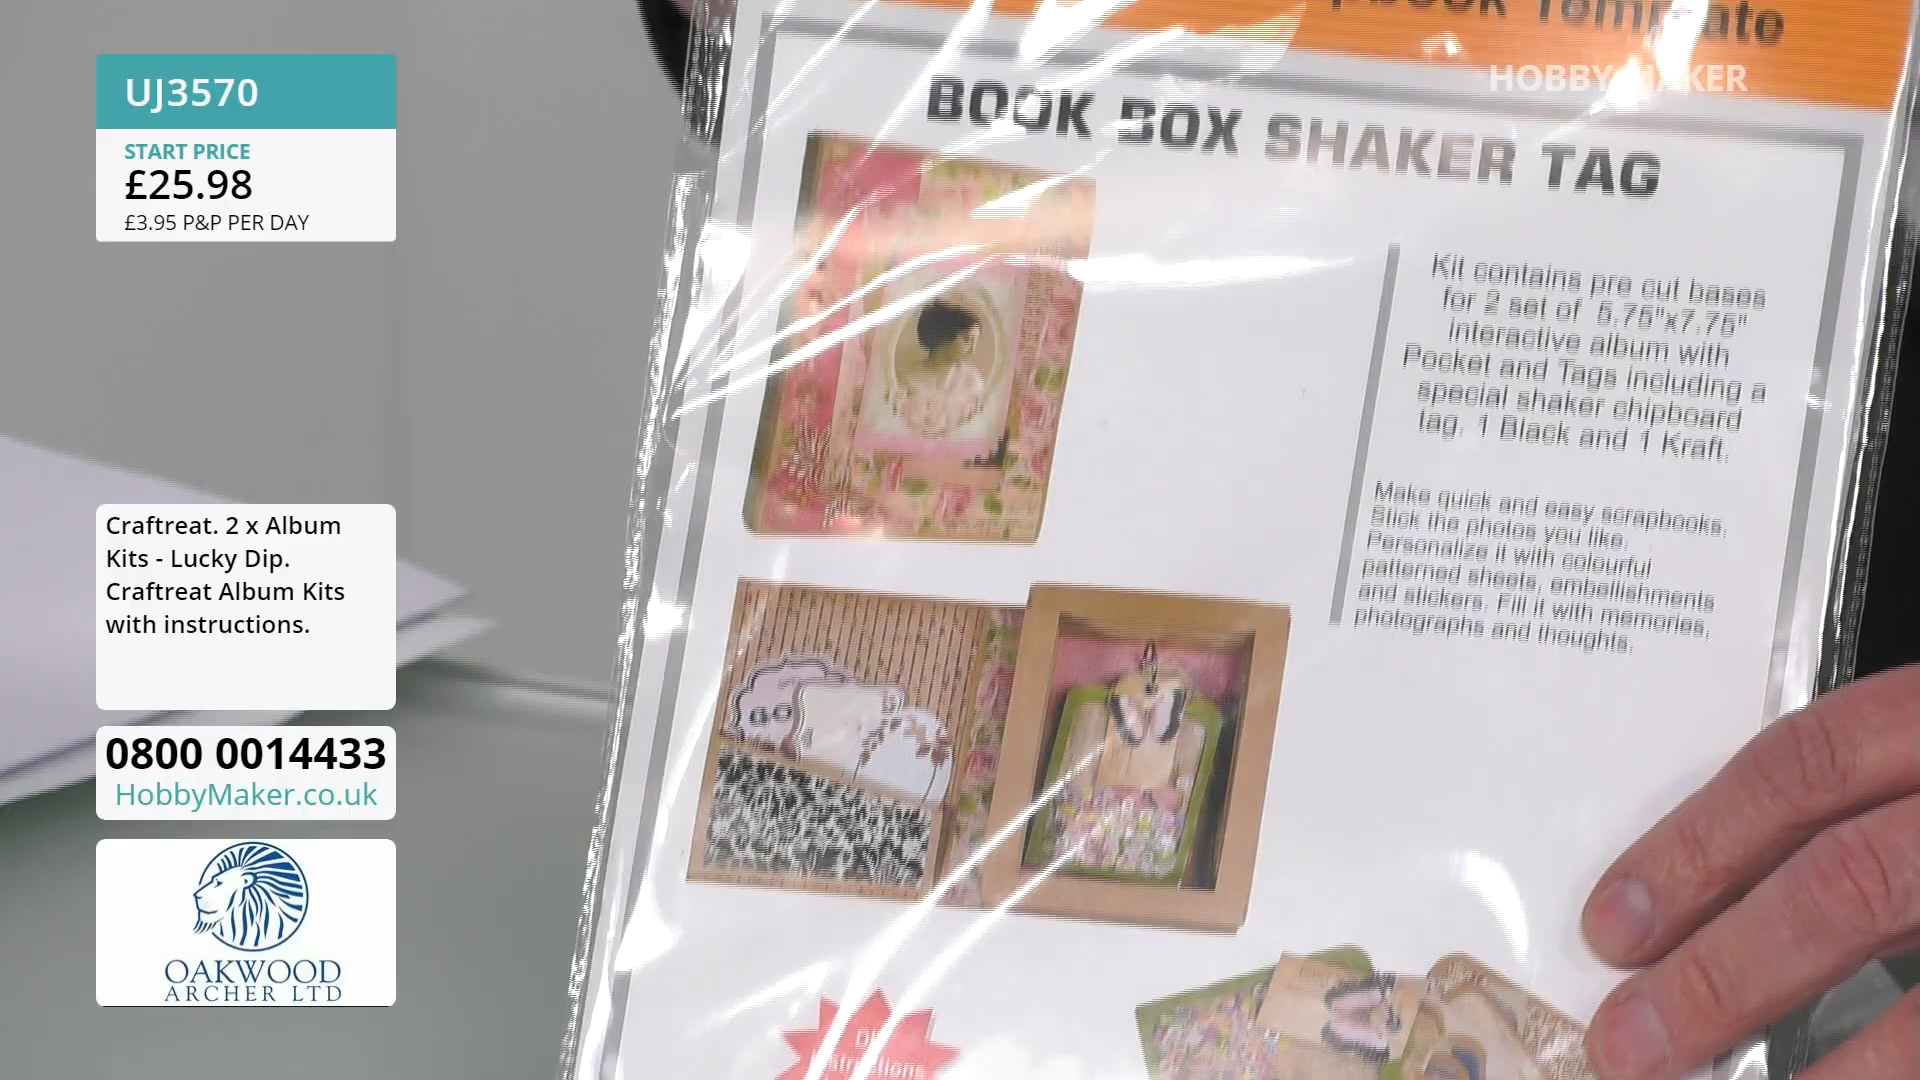 UJ3570
START PRICE
£25.98
£3.95 P&P PER DAY
Craftreat. 2 x Album
Kits - Lucky Dip.
Craftreat Album Kits
with instructions.
0800 0014433
HobbyMaker.co.uk
OAKWOOD
ARCHER LTD
HOBBY MAKER
BOOK BOX SHAKER TAG
Kit contains pre cut bases
for 2 set of 5.75"x7.75"
interactive album with
Pocket and Tags including a
special shaker chipboard
tag. 1 Black and 1 Kraft.
Make quick and easy scrapbooks.
Stick the photos you like.
Personalize it with colourful
patterned sheets, embellishments
and stickers. Fill it with memories,
photographs and thoughts.